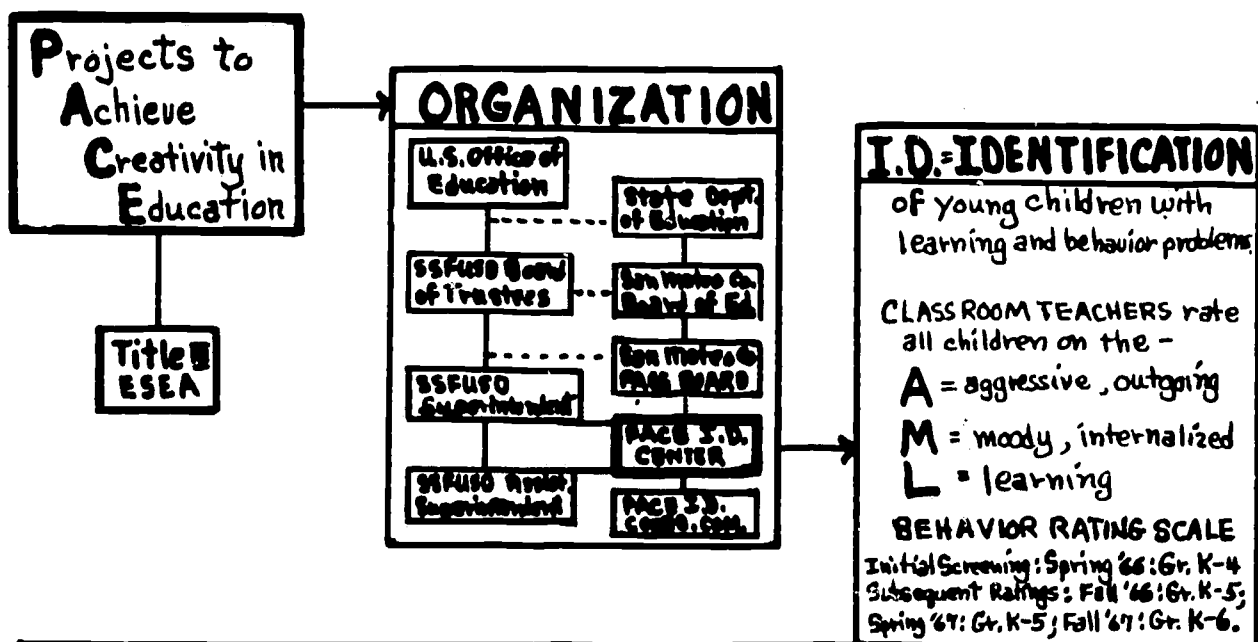 Projects to
Achieve
Creativity in
Education
Title III
ESEA
ORGANIZATION
U.S. Office of
Education
State Dept.
of Education
SSFUSD Board
of Trustees
San Mateo Co.
Board of Ed.
San Mateo Co.
PACE BOARD
SSFUSD
Superintendent
PACE I.D.
CENTER
SSFUSD Assist.
Superintendent
PACE I.D.
I.D.=IDENTIFICATION
of young children with
learning and behavior problems.
CLASSROOM TEACHERS rate
all children on the -
A = aggressive, outgoing
M = moody, internalized
L = learning
BEHAVIOR RATING SCALE
Initial Screening: Spring '66: Gr. K-4
Subsequent Ratings: Fall '66: Gr. K-5;
Spring '67: Gr. K-5; Fall '67: Gr. K-6.